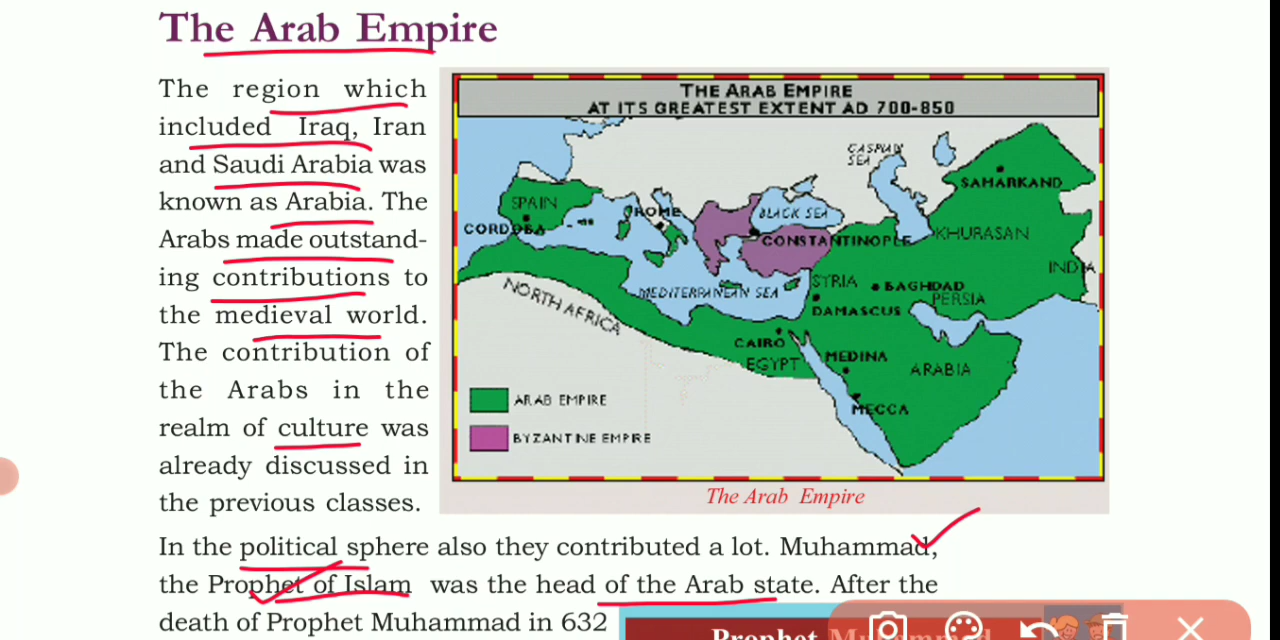 The Arab Empire
The region which
included Iraq, Iran
and Saudi Arabia was
known as Arabia. The
Arabs made outstand-
ing contributions to
the medieval world.
The contribution of
the Arabs in the
realm of culture was
already discussed in
the previous classes.
THE ARAB EMPIRE
AT ITS GREATEST EXTENT AD 700-850
CASPIAN
SEA
SAMARKAND
SPAIN
ROME
BLACK SEA
CORDOBA
CONSTANTINOPLE
KHURASAN
INDIA
SYRIA
BAGHDAD
MEDITERRANEAN SEA
PERSIA
NORTH AFRICA
DAMASCUS
CAIRO
MEDINA
EGYPT
ARABIA
MECCA
ARAB EMPIRE
BYZANTINE EMPIRE
The Arab Empire
In the political sphere also they contributed a lot. Muhammad,
the Prophet of Islam was the head of the Arab state. After the
death of Prophet Muhammad in 632
Prophet Muhammad